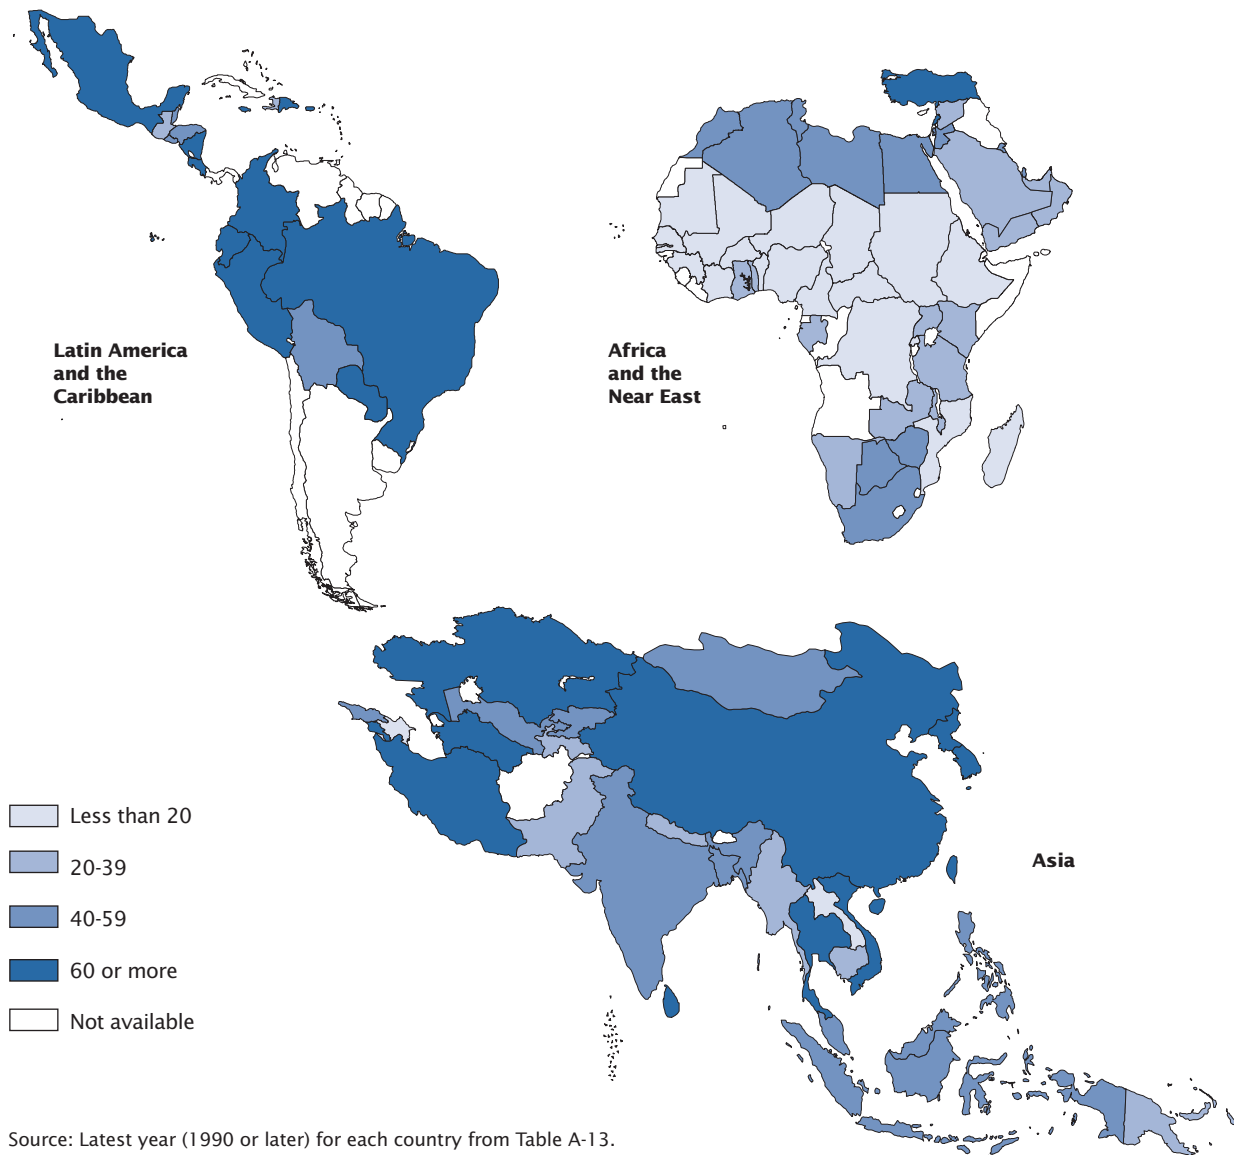 Latin America
and the
Caribbean
Africa
and the
Near East
Less than 20
20-39
40-59
60 or more
Not available
Asia
Source: Latest year (1990 or later) for each country from Table A-13.